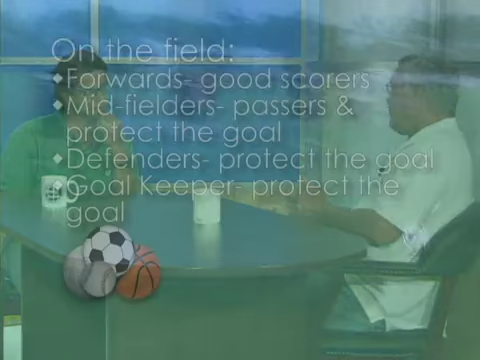 On the field:
•Forwards- good scorers
•Mid-fielders- passers &
protect the goal
•Defenders- protect the goal
•Goal Keeper- protect the
goal